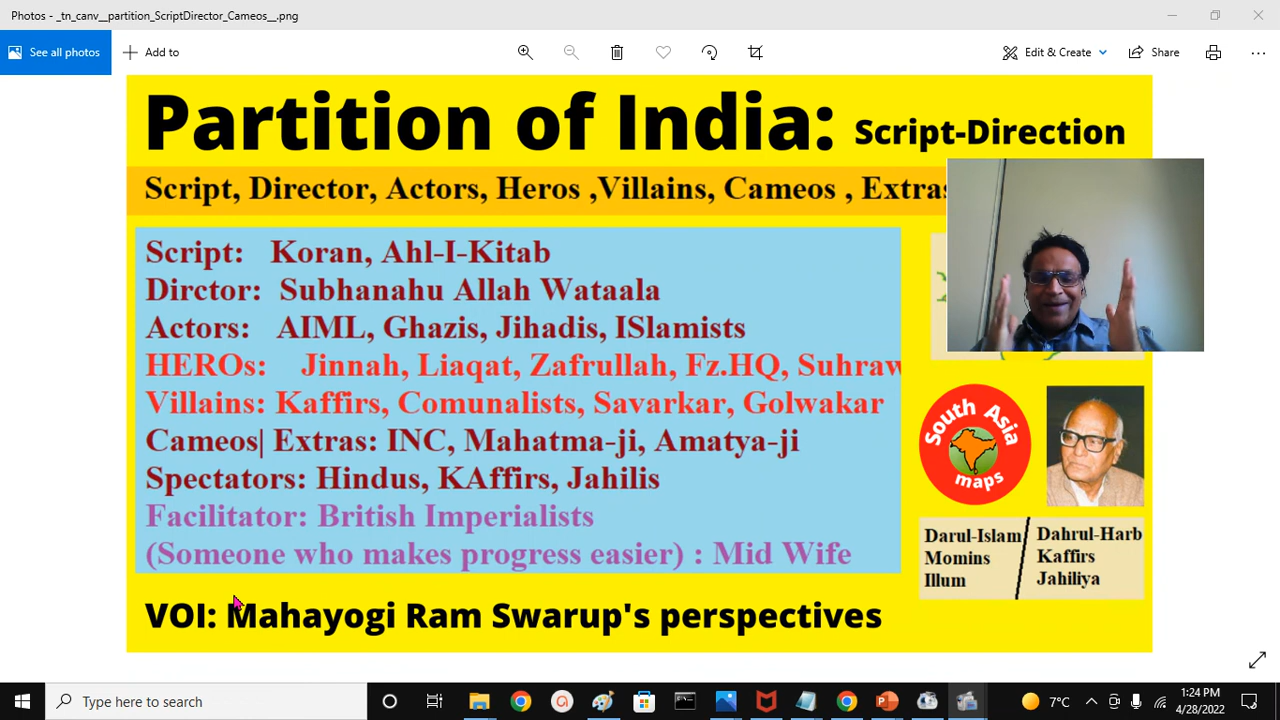 Photos - _tn_canv__partition_ScriptDirector_Cameos__.png
See all photos
Add to
Edit & Create
Share
Partition of India: Script-Direction
Script, Director, Actors, Heros ,Villains, Cameos , Extras
Script: Koran, Ahl-I-Kitab
Dirctor: Subhanahu Allah Wataala
Actors: AIML, Ghazis, Jihadis, ISlamists
HEROs: Jinnah, Liaqat, Zafrullah, Fz.HQ, Suhraw
Villains: Kaffirs, Comunalists, Savarkar, Golwakar
Cameos| Extras: INC, Mahatma-ji, Amatya-ji
Spectators: Hindus, KAffirs, Jahilis
Facilitator: British Imperialists
(Someone who makes progress easier) : Mid Wife
South Asia
maps
Darul-Islam
Momins
Illum
Dahrul-Harb
Kaffirs
Jahiliya
VOI: Mahayogi Ram Swarup's perspectives
Type here to search
7°C
1:24 PM
4/28/2022